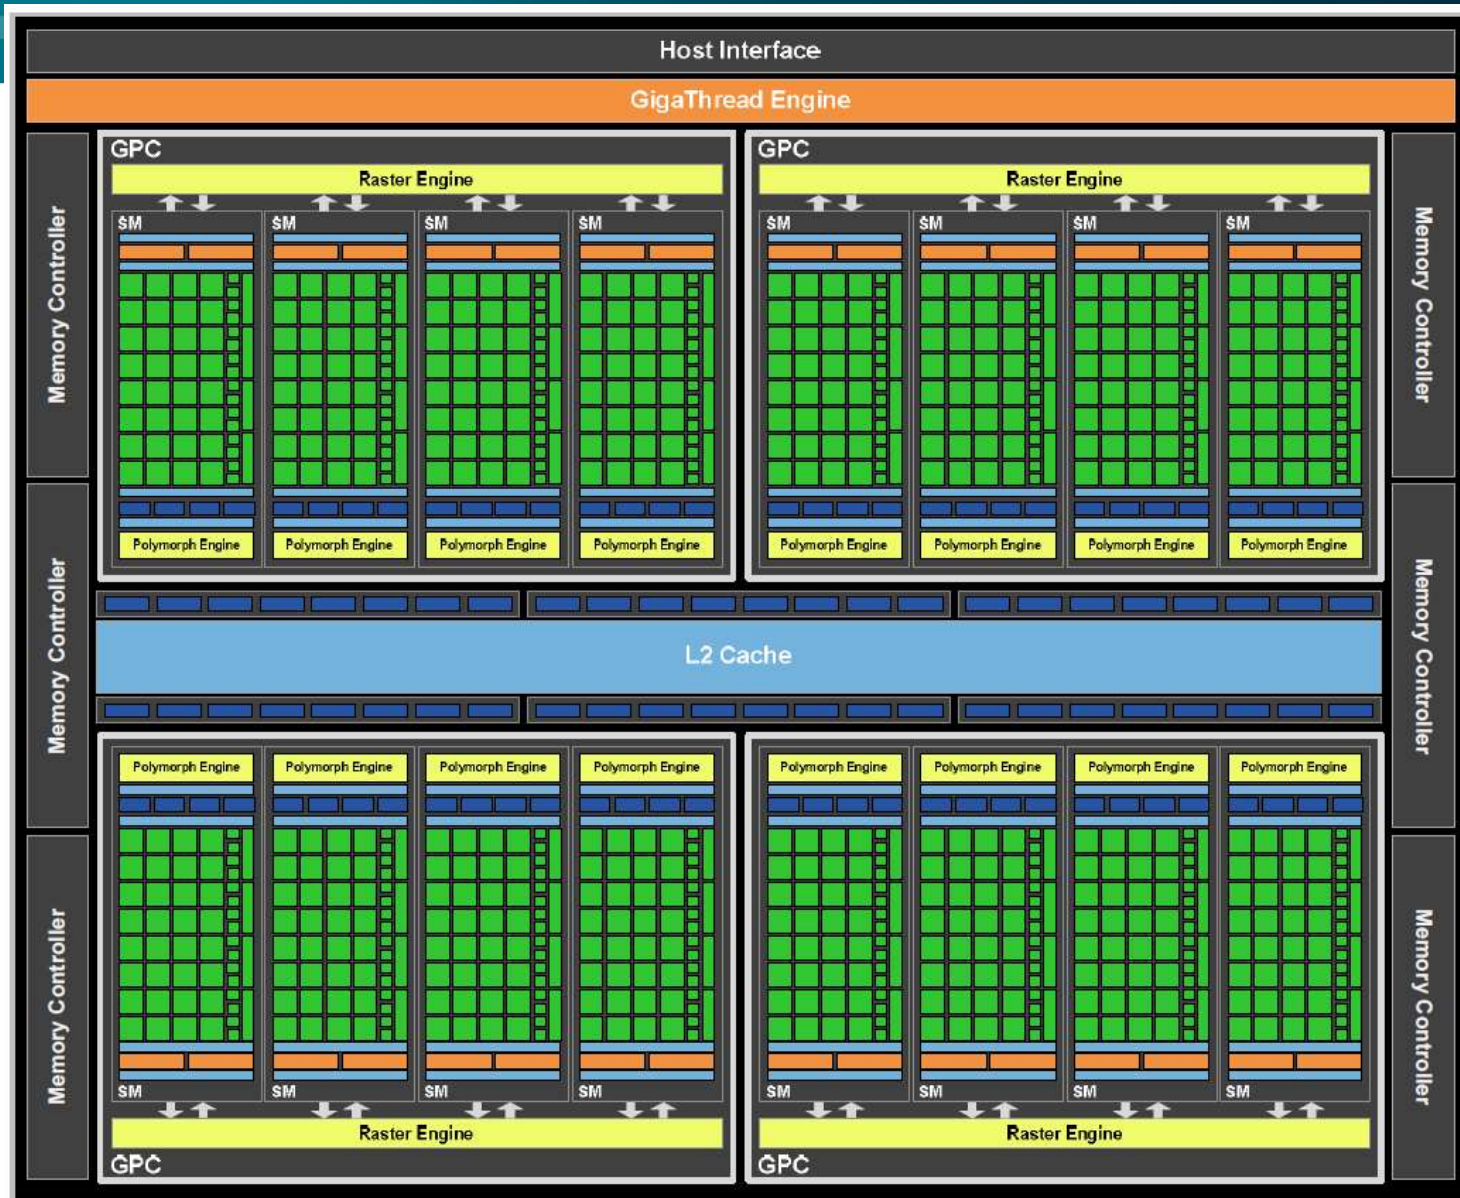 Host Interface
GigaThread Engine
GPC
GPC
Raster Engine
Raster Engine
SM SM SM SM
SM SM SM SM
Polymorph Engine Polymorph Engine Polymorph Engine Polymorph Engine
Polymorph Engine Polymorph Engine Polymorph Engine Polymorph Engine
Memory Controller
Memory Controller
Memory Controller
Memory Controller
L2 Cache
Polymorph Engine Polymorph Engine Polymorph Engine Polymorph Engine
Polymorph Engine Polymorph Engine Polymorph Engine Polymorph Engine
Memory Controller
Memory Controller
SM SM SM SM
SM SM SM SM
Raster Engine
Raster Engine
GPC
GPC